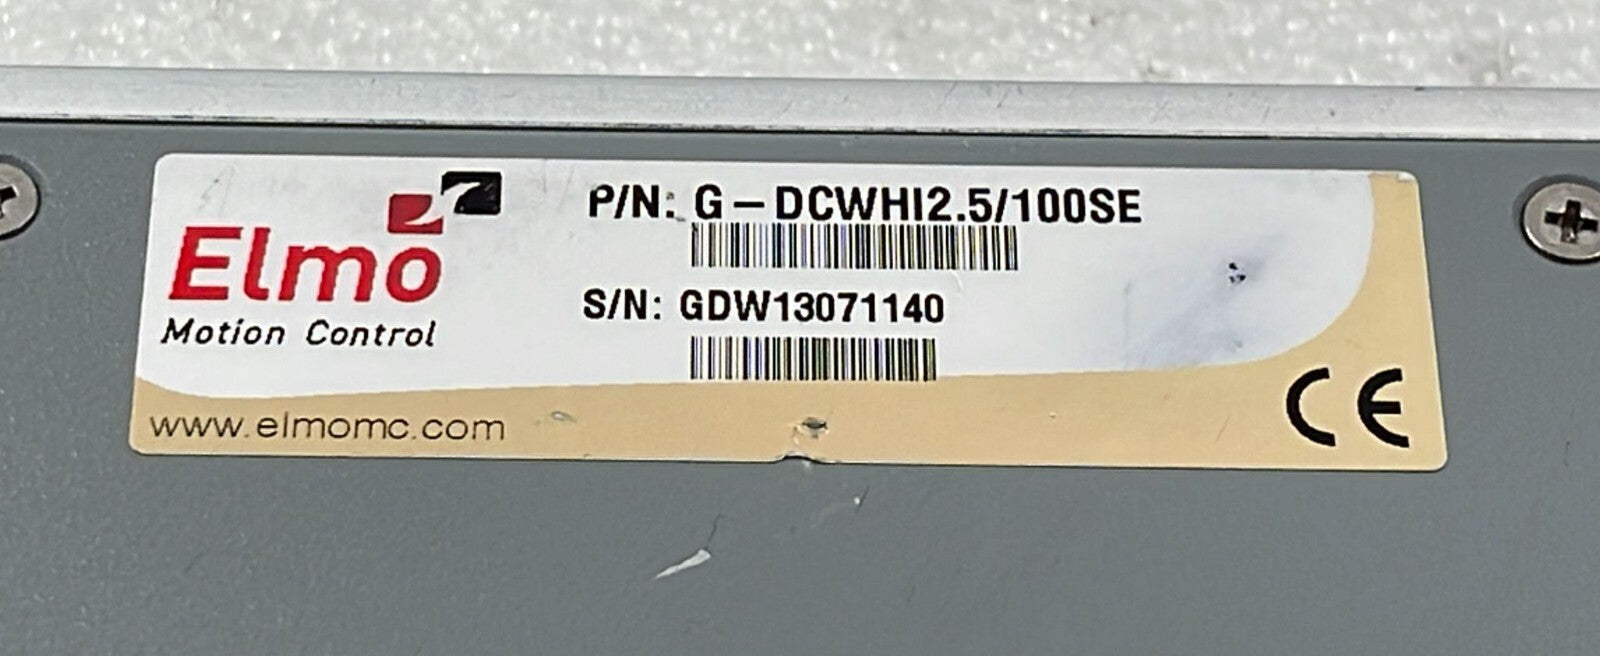 Elmo
Motion Control
www.elmomc.com
P/N: G-DCWHI2.5/100SE
S/N: GDW13071140
CE